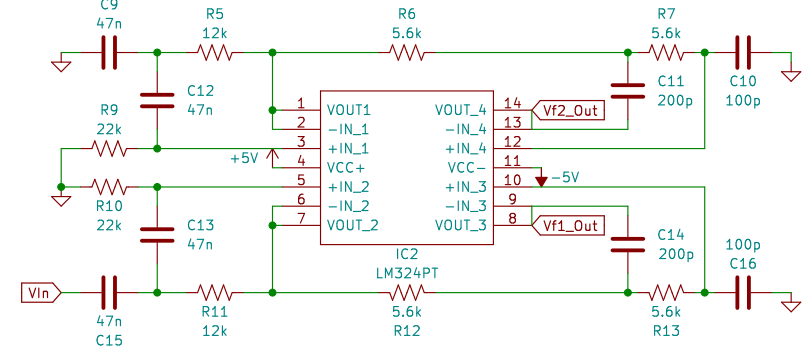 C9
47n
R5
12k
R6
5.6k
R7
5.6k
C12
47n
C11
200p
C10
100p
R9
22k
1 VOUT1 VOUT_4 14 Vf2_Out
2 -IN_1 -IN_4 13
3 +IN_1 +IN_4 12
+5V 4 VCC+ VCC- 11 -5V
5 +IN_2 +IN_3 10
6 -IN_2 -IN_3 9
7 VOUT_2 VOUT_3 8 Vf1_Out
R10
22k
C13
47n
IC2
LM324PT
C14
200p
100p
C16
VIn
47n
C15
R11
12k
5.6k
R12
5.6k
R13